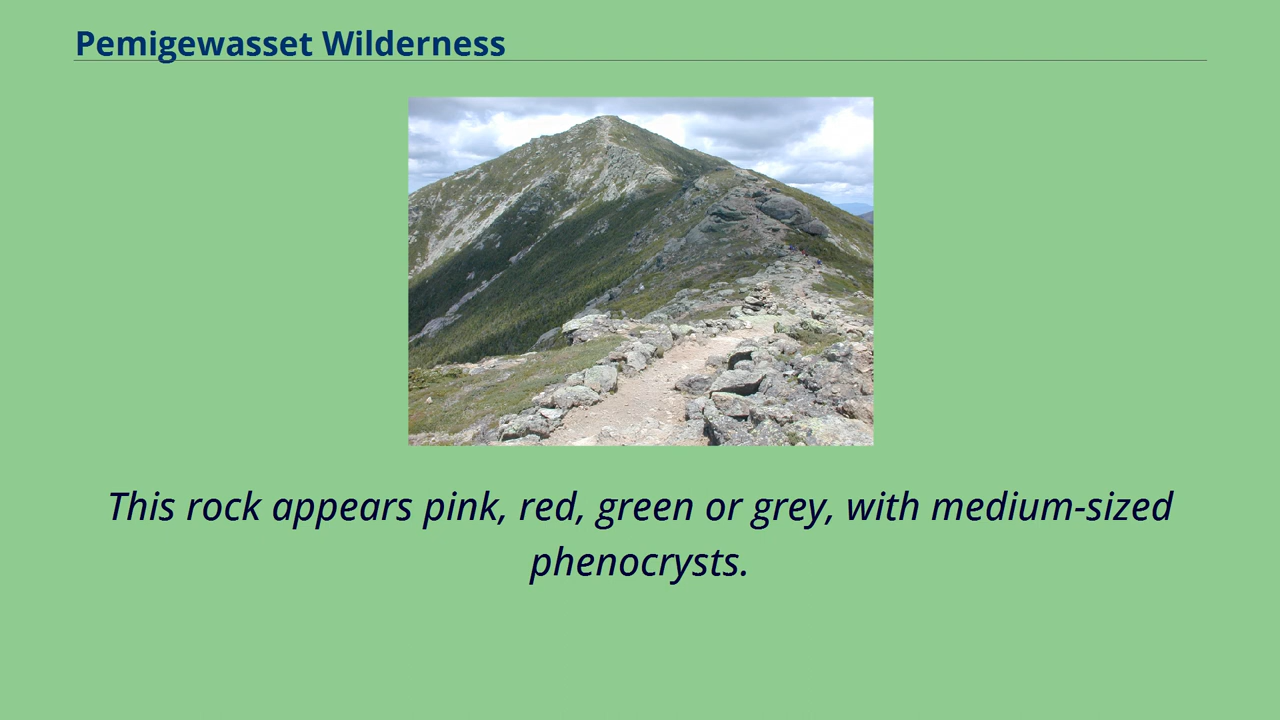 Pemigewasset Wilderness
This rock appears pink, red, green or grey, with medium-sized
phenocrysts.